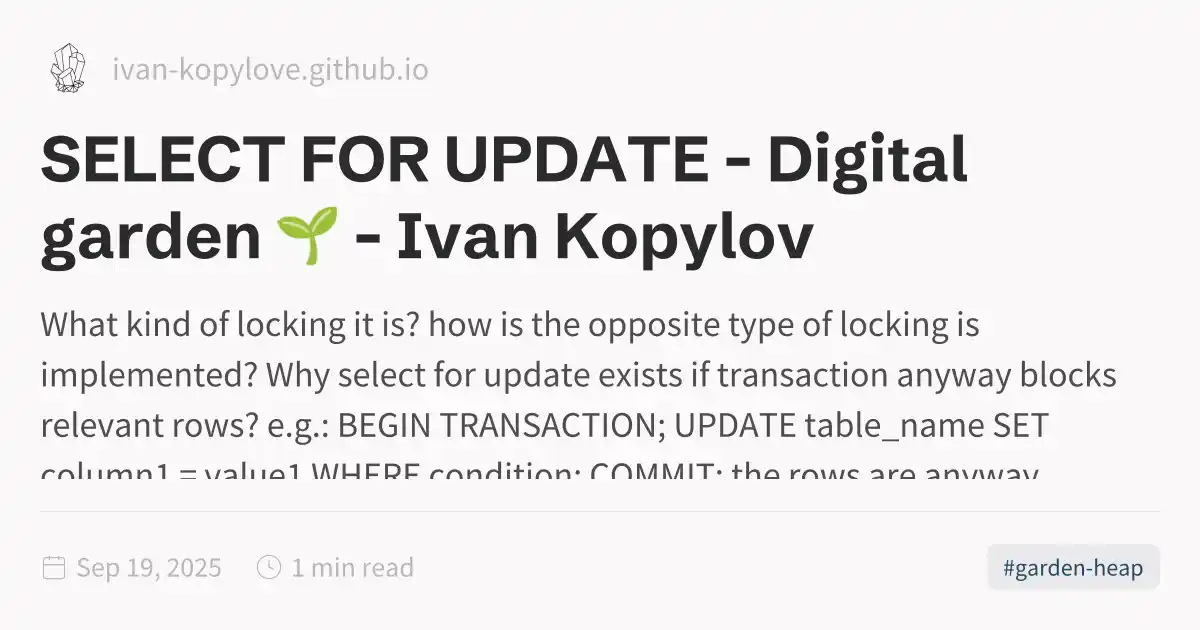 ivan-kopylove.github.io
SELECT FOR UPDATE - Digital
garden 🌱 - Ivan Kopylov
What kind of locking it is? how is the opposite type of locking is
implemented? Why select for update exists if transaction anyway blocks
relevant rows? e.g.: BEGIN TRANSACTION; UPDATE table_name SET
column1 = value1 WHERE condition; COMMIT; the rows are anyway
Sep 19, 2025
1 min read
#garden-heap